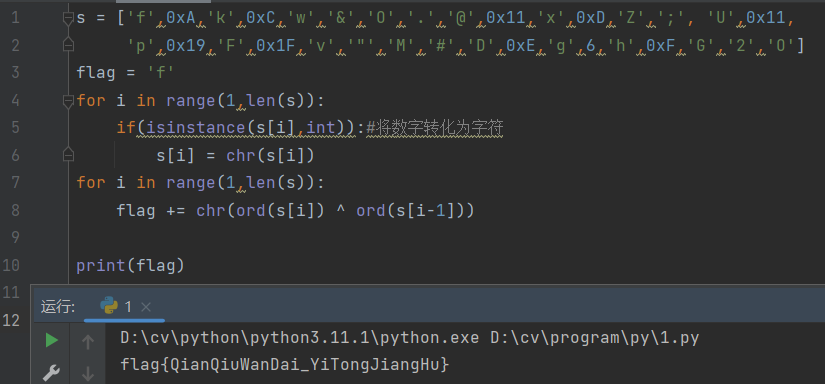 1 s = ['f',0xA,'k',0xC,'w','&','O','.','@',0x11,'x',0xD,'Z',';', 'U',0x11,
2 'p',0x19,'F',0x1F,'v','"','M','#','D',0xE,'g',6,'h',0xF,'G','2','O']
3 flag = 'f'
4 for i in range(1,len(s)):
5 if(isinstance(s[i],int)):#将数字转化为字符
6 s[i] = chr(s[i])
7 for i in range(1,len(s)):
8 flag += chr(ord(s[i]) ^ ord(s[i-1]))
9
10 print(flag)
11
12
运行: 1 ×
D:\cv\python\python3.11.1\python.exe D:\cv\program\py\1.py
flag{QianQiuWanDai_YiTongJiangHu}